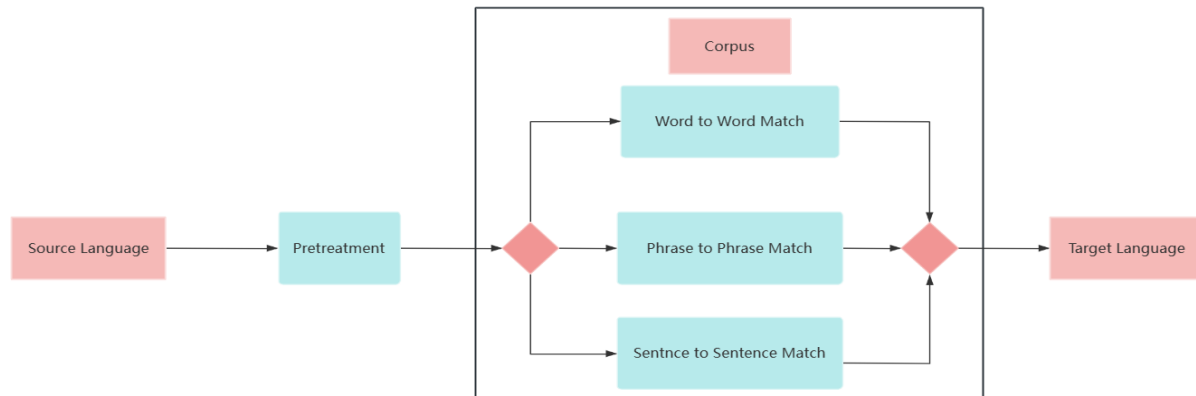 Corpus
Word to Word Match
Source Language
Pretreatment
Phrase to Phrase Match
Target Language
Sentnce to Sentence Match